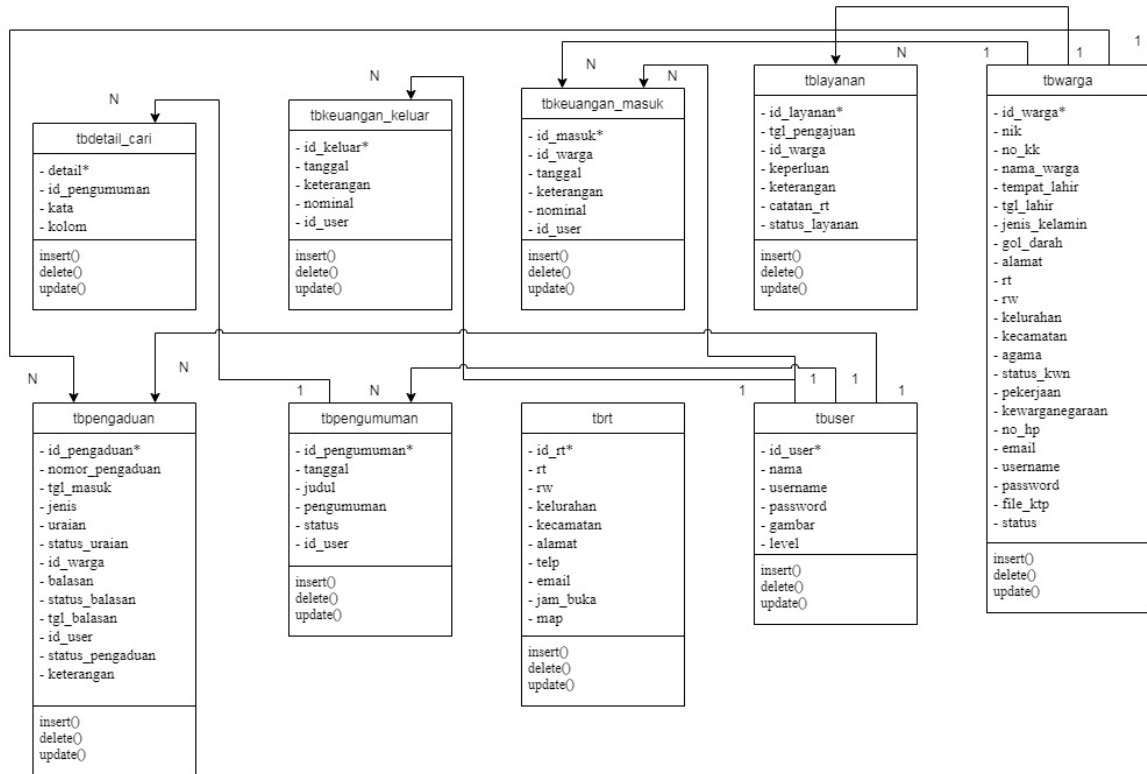 1
N
1
1
N
N
N
N
tbdetail_cari
- detail*
- id_pengumuman
- kata
- kolom
insert()
delete()
update()
tbkeuangan_keluar
- id_keluar*
- tanggal
- keterangan
- nominal
- id_user
insert()
delete()
update()
tbkeuangan_masuk
- id_masuk*
- id_warga
- tanggal
- keterangan
- nominal
- id_user
insert()
delete()
update()
tblayanan
- id_layanan*
- tgl_pengajuan
- id_warga
- keperluan
- keterangan
- catatan_rt
- status_layanan
insert()
delete()
update()
tbwarga
- id_warga*
- nik
- no_kk
- nama_warga
- tempat_lahir
- tgl_lahir
- jenis_kelamin
- gol_darah
- alamat
- rt
- rw
- kelurahan
- kecamatan
- agama
- status_kwn
- pekerjaan
- kewarganegaraan
- no_hp
- email
- username
- password
- file_ktp
- status
insert()
delete()
update()
N
N
1
N
1
1
1
1
tbpengaduan
- id_pengaduan*
- nomor_pengaduan
- tgl_masuk
- jenis
- uraian
- status_uraian
- id_warga
- balasan
- status_balasan
- tgl_balasan
- id_user
- status_pengaduan
- keterangan
insert()
delete()
update()
tbpengumuman
- id_pengumuman*
- tanggal
- judul
- pengumuman
- status
- id_user
insert()
delete()
update()
tbrt
- id_rt*
- rt
- rw
- kelurahan
- kecamatan
- alamat
- telp
- email
- jam_buka
- map
insert()
delete()
update()
tbuser
- id_user*
- nama
- username
- password
- gambar
- level
insert()
delete()
update()